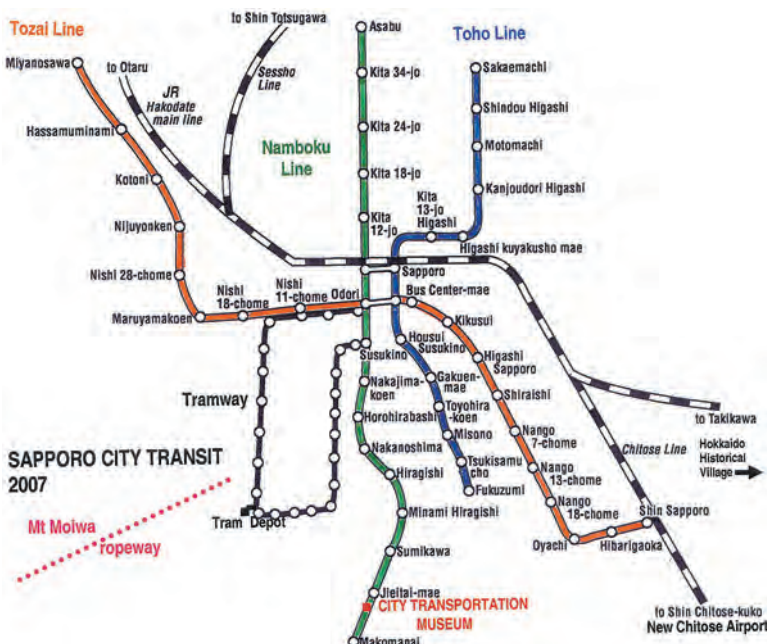 to Shin Totsugawa
Tozai Line
Asabu
Toho Line
Miyanosawa
to Otaru
Sessho
Line
Kita 34-jo
Sakaemachi
JR
Hakodate
main line
Shindou Higashi
Hassamuminami
Namboku
Line
Kita 24-jo
Motomachi
Kotoni
Kita 18-jo
Kanjoudori Higashi
Kita
13-jo
Higashi
Kita
12-jo
Nijuyonken
Higashi kuyakusho mae
Sapporo
Nishi 28-chome
Nishi
18-chome
Nishi
11-chome
Odori
Bus Center-mae
Maruyamakoen
Kikusui
Housui
Susukino
Susukino
Higashi
Sapporo
Gakuen-
mae
Nakajima-
koen
Shiraishi
Tramway
Toyohira
-koen
Horohirabashi
to Takikawa
Nango
7-chome
Misono
Chitose Line
Hokkaido
Historical
Village
Nakanoshima
SAPPORO CITY TRANSIT
2007
Tsukisamu
cho
Nango
13-chome
Hiragishi
Fukuzumi
Nango
18-chome
Shin Sapporo
Tram Depot
Minami Hiragishi
Mt Moiwa
ropeway
Oyachi
Hibarigaoka
Sumikawa
Jieitai-mae
CITY TRANSPORTATION
MUSEUM
to Shin Chitose-kuko
New Chitose Airport
Makomanai